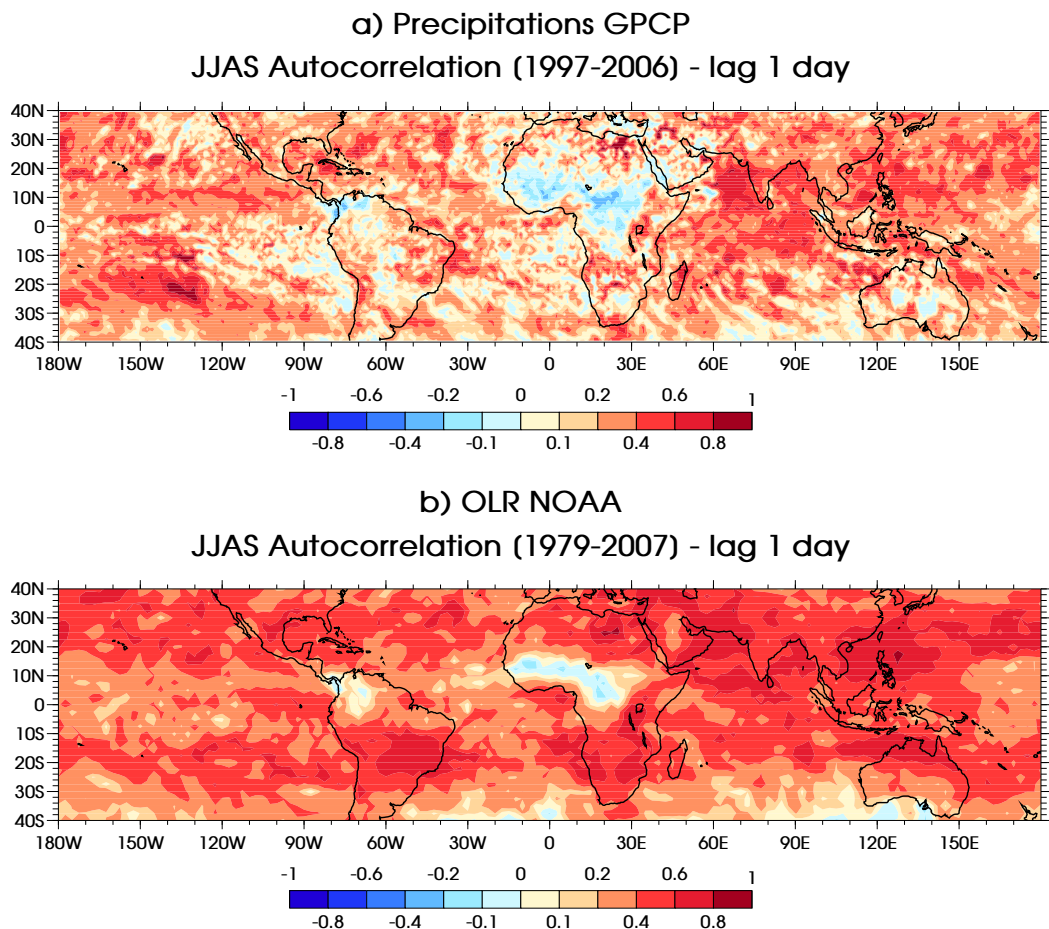 a) Precipitations GPCP
JJAS Autocorrelation (1997-2006) - lag 1 day
40N
30N
20N
10N
0
10S
20S
30S
40S
180W 150W 120W 90W 60W 30W 0 30E 60E 90E 120E 150E
-1 -0.6 -0.2 0 0.2 0.6 1
-0.8 -0.4 -0.1 0.1 0.4 0.8
b) OLR NOAA
JJAS Autocorrelation (1979-2007) - lag 1 day
40N
30N
20N
10N
0
10S
20S
30S
40S
180W 150W 120W 90W 60W 30W 0 30E 60E 90E 120E 150E
-1 -0.6 -0.2 0 0.2 0.6 1
-0.8 -0.4 -0.1 0.1 0.4 0.8